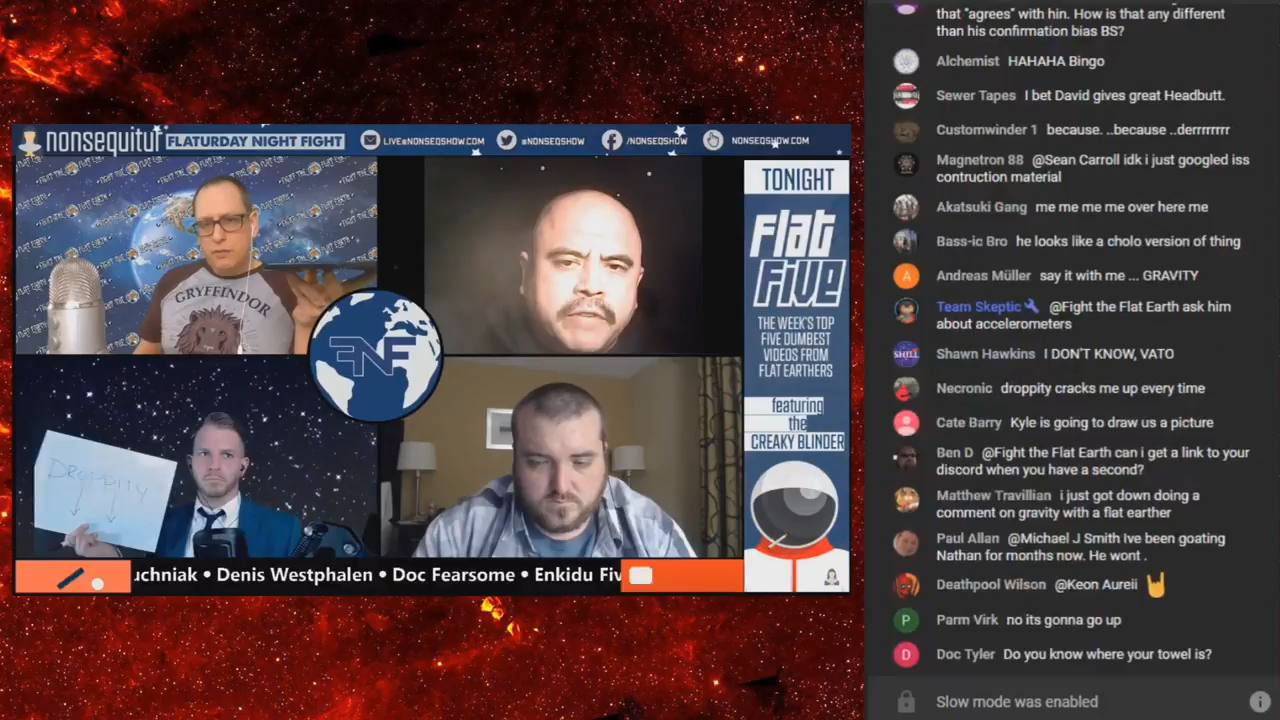 nonsequitur FLATURDAY NIGHT FIGHT LIVE@NONSEQSHOW.COM @NONSEQSHOW /NONSEQSHOW NONSEQSHOW.COM
FIGHT THE FLAT EARTH
GRYFFINDOR
FNF
DROPPITY
TONIGHT
Flat
Five
THE WEEK'S TOP
FIVE DUMBEST
VIDEOS FROM
FLAT EARTHERS
featuring
the
CREAKY BLINDER
uchniak • Denis Westphalen • Doc Fearsome • Enkidu Fiv
that "agrees" with hin. How is that any different
than his confirmation bias BS?
Alchemist HAHAHA Bingo
Sewer Tapes I bet David gives great Headbutt.
Customwinder 1 because. ..because ..derrrrrrr
Magnetron 88 @Sean Carroll idk i just googled iss
contruction material
Akatsuki Gang me me me me over here me
Bass-ic Bro he looks like a cholo version of thing
A
Andreas Müller say it with me ... GRAVITY
Team Skeptic @Fight the Flat Earth ask him
about accelerometers
SHILL
Shawn Hawkins I DON'T KNOW, VATO
Necronic droppity cracks me up every time
Cate Barry Kyle is going to draw us a picture
Ben D @Fight the Flat Earth can i get a link to your
discord when you have a second?
Matthew Travillian i just got down doing a
comment on gravity with a flat earther
Paul Allan @Michael J Smith Ive been goating
Nathan for months now. He wont .
Deathpool Wilson @Keon Aureii
P
Parm Virk no its gonna go up
D
Doc Tyler Do you know where your towel is?
Slow mode was enabled